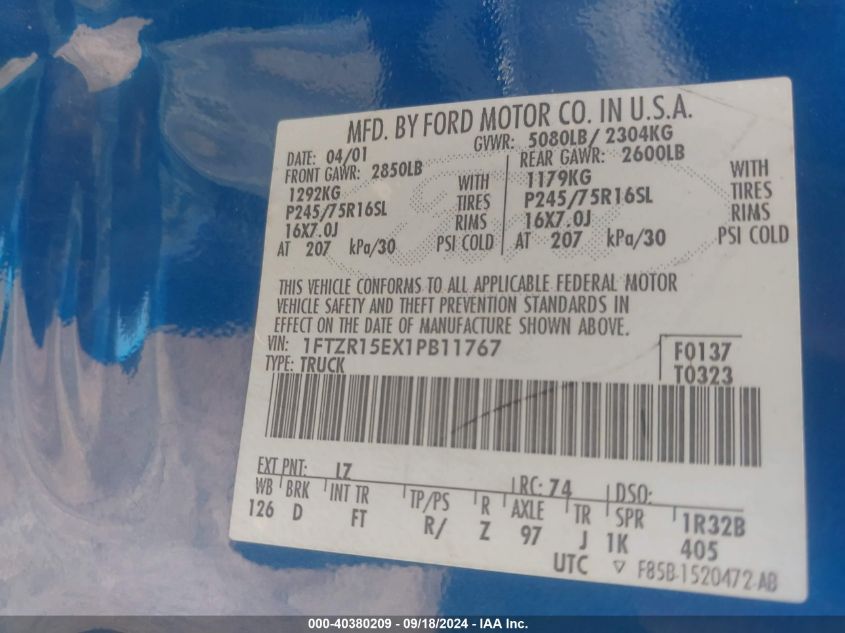 MFD. BY FORD MOTOR CO. IN U.S.A.
DATE: 04/01 GVWR: 5080LB/ 2304KG
FRONT GAWR: 2850LB REAR GAWR: 2600LB
1292KG WITH 1179KG WITH
P245/75R16SL TIRES P245/75R16SL TIRES
16X7.0J RIMS 16X7.0J RIMS
AT 207 kPa/30 PSI COLD AT 207 kPa/30 PSI COLD
THIS VEHICLE CONFORMS TO ALL APPLICABLE FEDERAL MOTOR
VEHICLE SAFETY AND THEFT PREVENTION STANDARDS IN
EFFECT ON THE DATE OF MANUFACTURE SHOWN ABOVE.
VIN: 1FTZR15EX1PB11767 F0137
TYPE: TRUCK T0323
EXT PNT: LZ RC: 74 DSO:
WB BRK INT TR TP/PS R AXLE TR SPR 1R32B
126 D FT R/ Z 97 J 1K 405
UTC ▽ F85B-1520472-AB
000-40380209 - 09/18/2024 - IAA Inc.